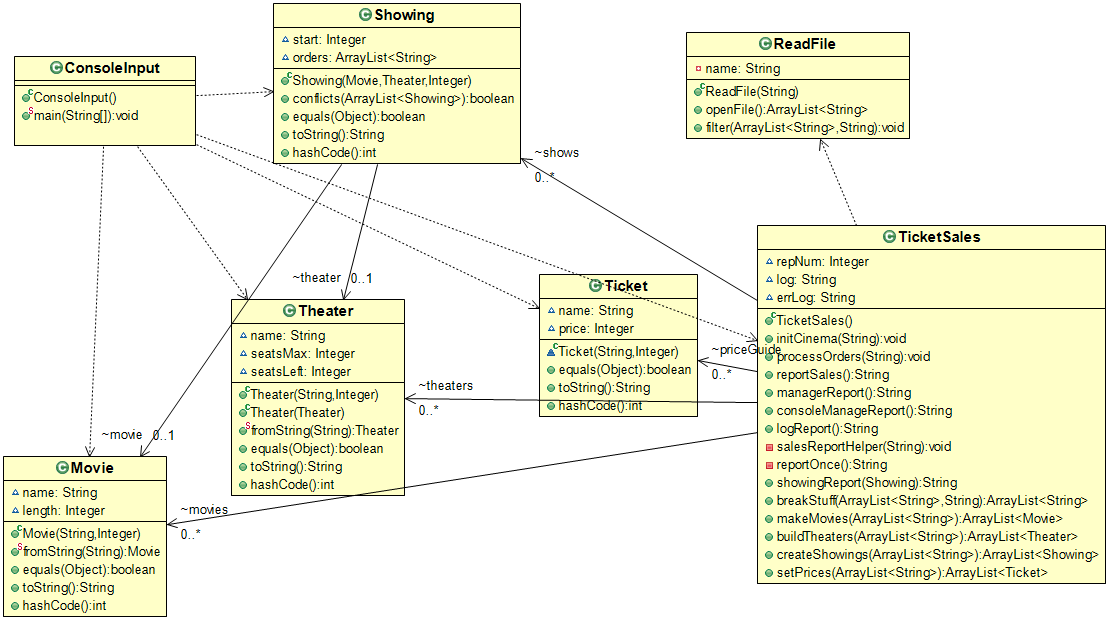 Showing
start: Integer
orders: ArrayList<String>
Showing(Movie,Theater,Integer)
conflicts(ArrayList<Showing>):boolean
equals(Object):boolean
toString():String
hashCode():int
ConsoleInput
ConsoleInput()
main(String[]):void
ReadFile
name: String
ReadFile(String)
openFile():ArrayList<String>
filter(ArrayList<String>,String):void
~shows
0..*
~theater 0..1
Theater
name: String
seatsMax: Integer
seatsLeft: Integer
Theater(String,Integer)
Theater(Theater)
fromString(String):Theater
equals(Object):boolean
toString():String
hashCode():int
Ticket
name: String
price: Integer
Ticket(String,Integer)
equals(Object):boolean
toString():String
hashCode():int
TicketSales
repNum: Integer
log: String
errLog: String
TicketSales()
initCinema(String):void
processOrders(String):void
reportSales():String
managerReport():String
consoleManageReport():String
logReport():String
salesReportHelper(String):void
reportOnce():String
showingReport(Showing):String
breakStuff(ArrayList<String>,String):ArrayList<String>
makeMovies(ArrayList<String>):ArrayList<Movie>
buildTheaters(ArrayList<String>):ArrayList<Theater>
createShowings(ArrayList<String>):ArrayList<Showing>
setPrices(ArrayList<String>):ArrayList<Ticket>
~priceGuide
0..*
~theaters
0..*
~movie 0..1
Movie
name: String
length: Integer
Movie(String,Integer)
fromString(String):Movie
equals(Object):boolean
toString():String
hashCode():int
~movies
0..*